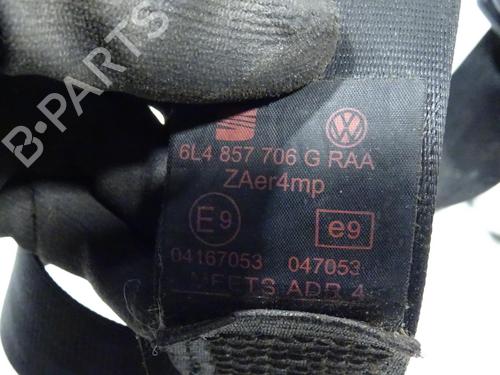 6L4 857 706 G RAA
ZAer4mp
E9 e9
04167053 047053
MEETS ADR 4
B-PARTS